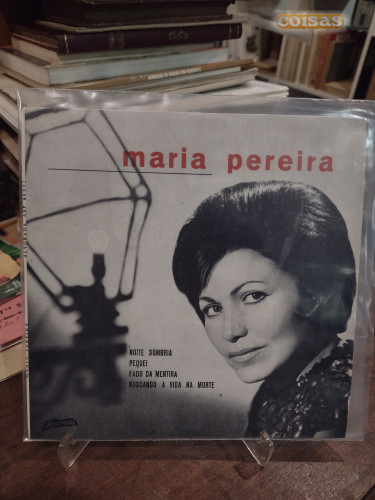 coisas
maria pereira
NOITE SOMBRIA
PEQUEI
FADO DA MENTIRA
BUSCANDO A VIDA NA MORTE